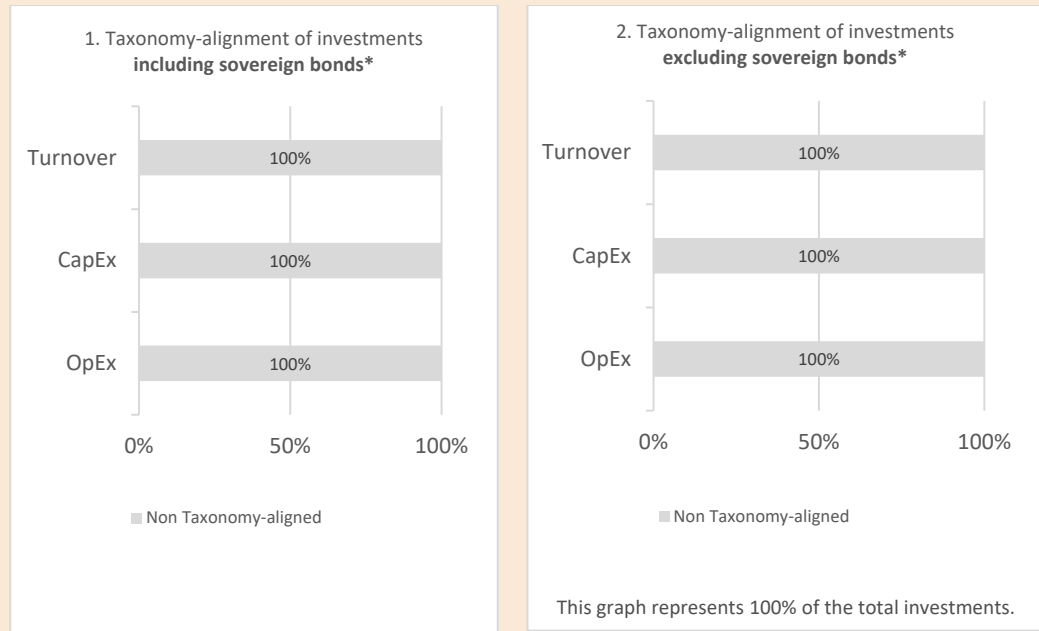 1. Taxonomy-alignment of investments
including sovereign bonds*
Turnover
100%
CapEx
100%
OpEx
100%
0%
50%
100%
Non Taxonomy-aligned
2. Taxonomy-alignment of investments
excluding sovereign bonds*
Turnover
100%
CapEx
100%
OpEx
100%
0%
50%
100%
Non Taxonomy-aligned
This graph represents 100% of the total investments.